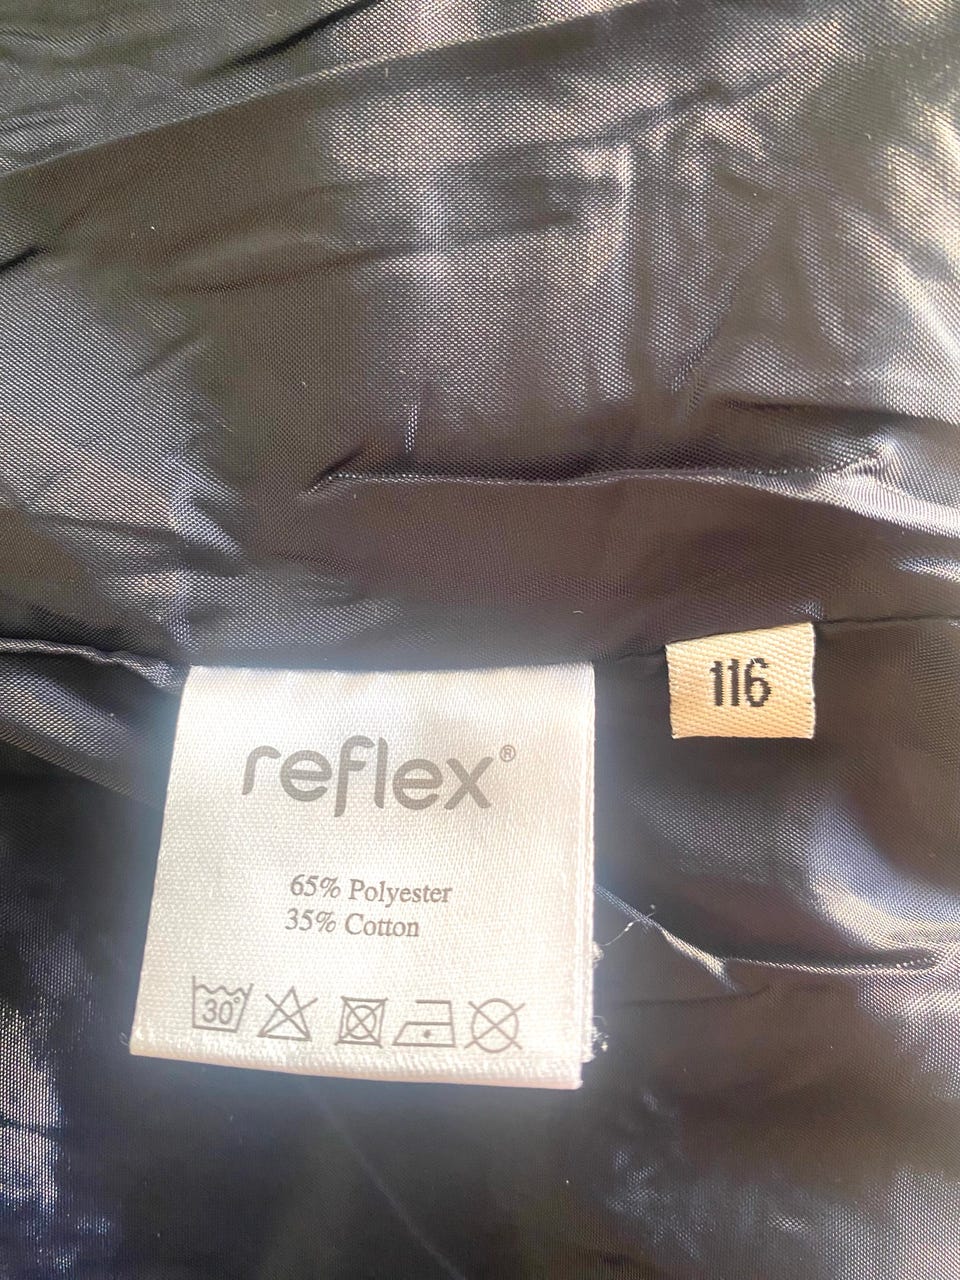 116
reflex®
65% Polyester
35% Cotton
30°